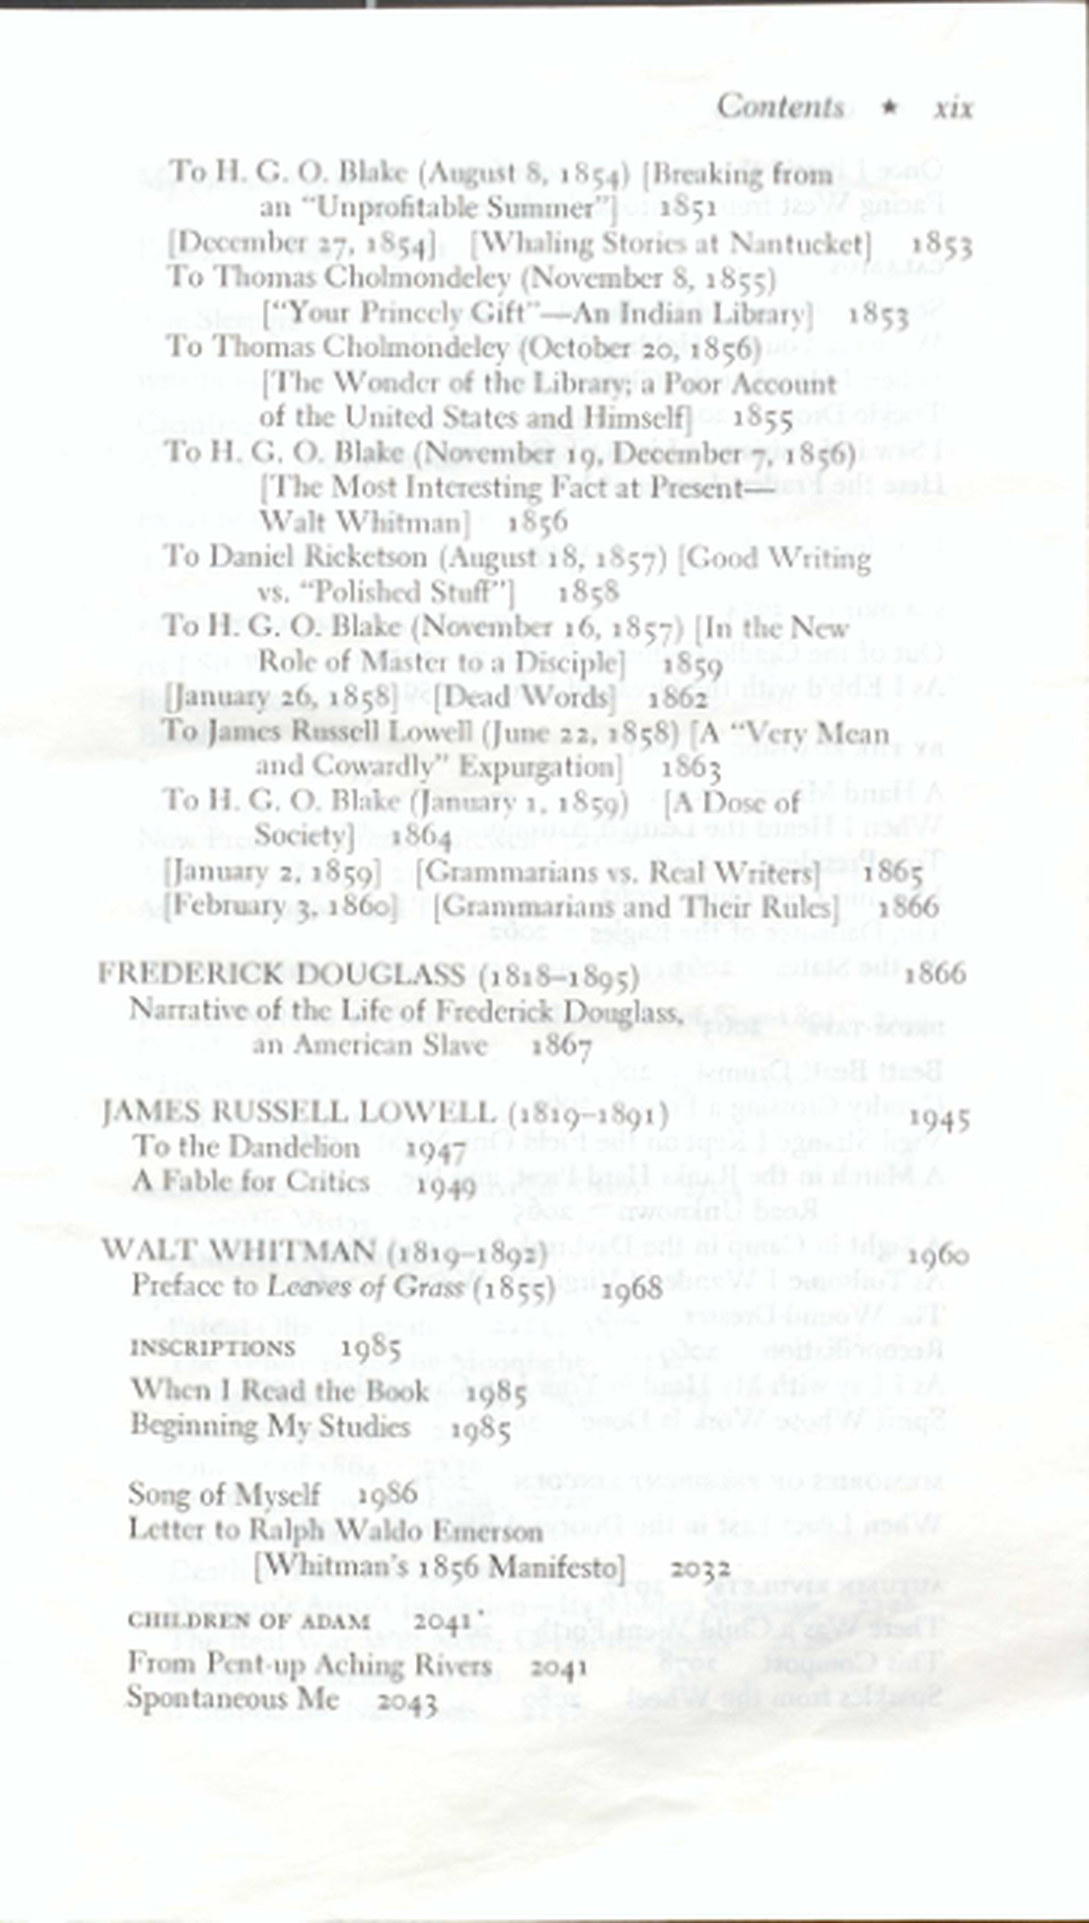 Contents ★ xix
To H. G. O. Blake (August 8, 1854) [Breaking from
an “Unprofitable Summer”] 1851
[December 27, 1854] [Whaling Stories at Nantucket] 1853
To Thomas Cholmondeley (November 8, 1855)
[“Your Princely Gift”—An Indian Library] 1853
To Thomas Cholmondeley (October 20, 1856)
[The Wonder of the Library; a Poor Account
of the United States and Himself] 1855
To H. G. O. Blake (November 19, December 7, 1856)
[The Most Interesting Fact at Present—
Walt Whitman] 1856
To Daniel Ricketson (August 18, 1857) [Good Writing
vs. “Polished Stuff”] 1858
To H. G. O. Blake (November 16, 1857) [In the New
Role of Master to a Disciple] 1859
[January 26, 1858] [Dead Words] 1862
To James Russell Lowell (June 22, 1858) [A “Very Mean
and Cowardly” Expurgation] 1863
To H. G. O. Blake (January 1, 1859) [A Dose of
Society] 1864
[January 2, 1859] [Grammarians vs. Real Writers] 1865
[February 3, 1860] [Grammarians and Their Rules] 1866
FREDERICK DOUGLASS (1818–1895) 1866
Narrative of the Life of Frederick Douglass,
an American Slave 1867
JAMES RUSSELL LOWELL (1819–1891) 1945
To the Dandelion 1947
A Fable for Critics 1949
WALT WHITMAN (1819–1892) 1960
Preface to Leaves of Grass (1855) 1968
INSCRIPTIONS 1985
When I Read the Book 1985
Beginning My Studies 1985
Song of Myself 1986
Letter to Ralph Waldo Emerson
[Whitman’s 1856 Manifesto] 2032
CHILDREN OF ADAM 2041
From Pent-up Aching Rivers 2041
Spontaneous Me 2043